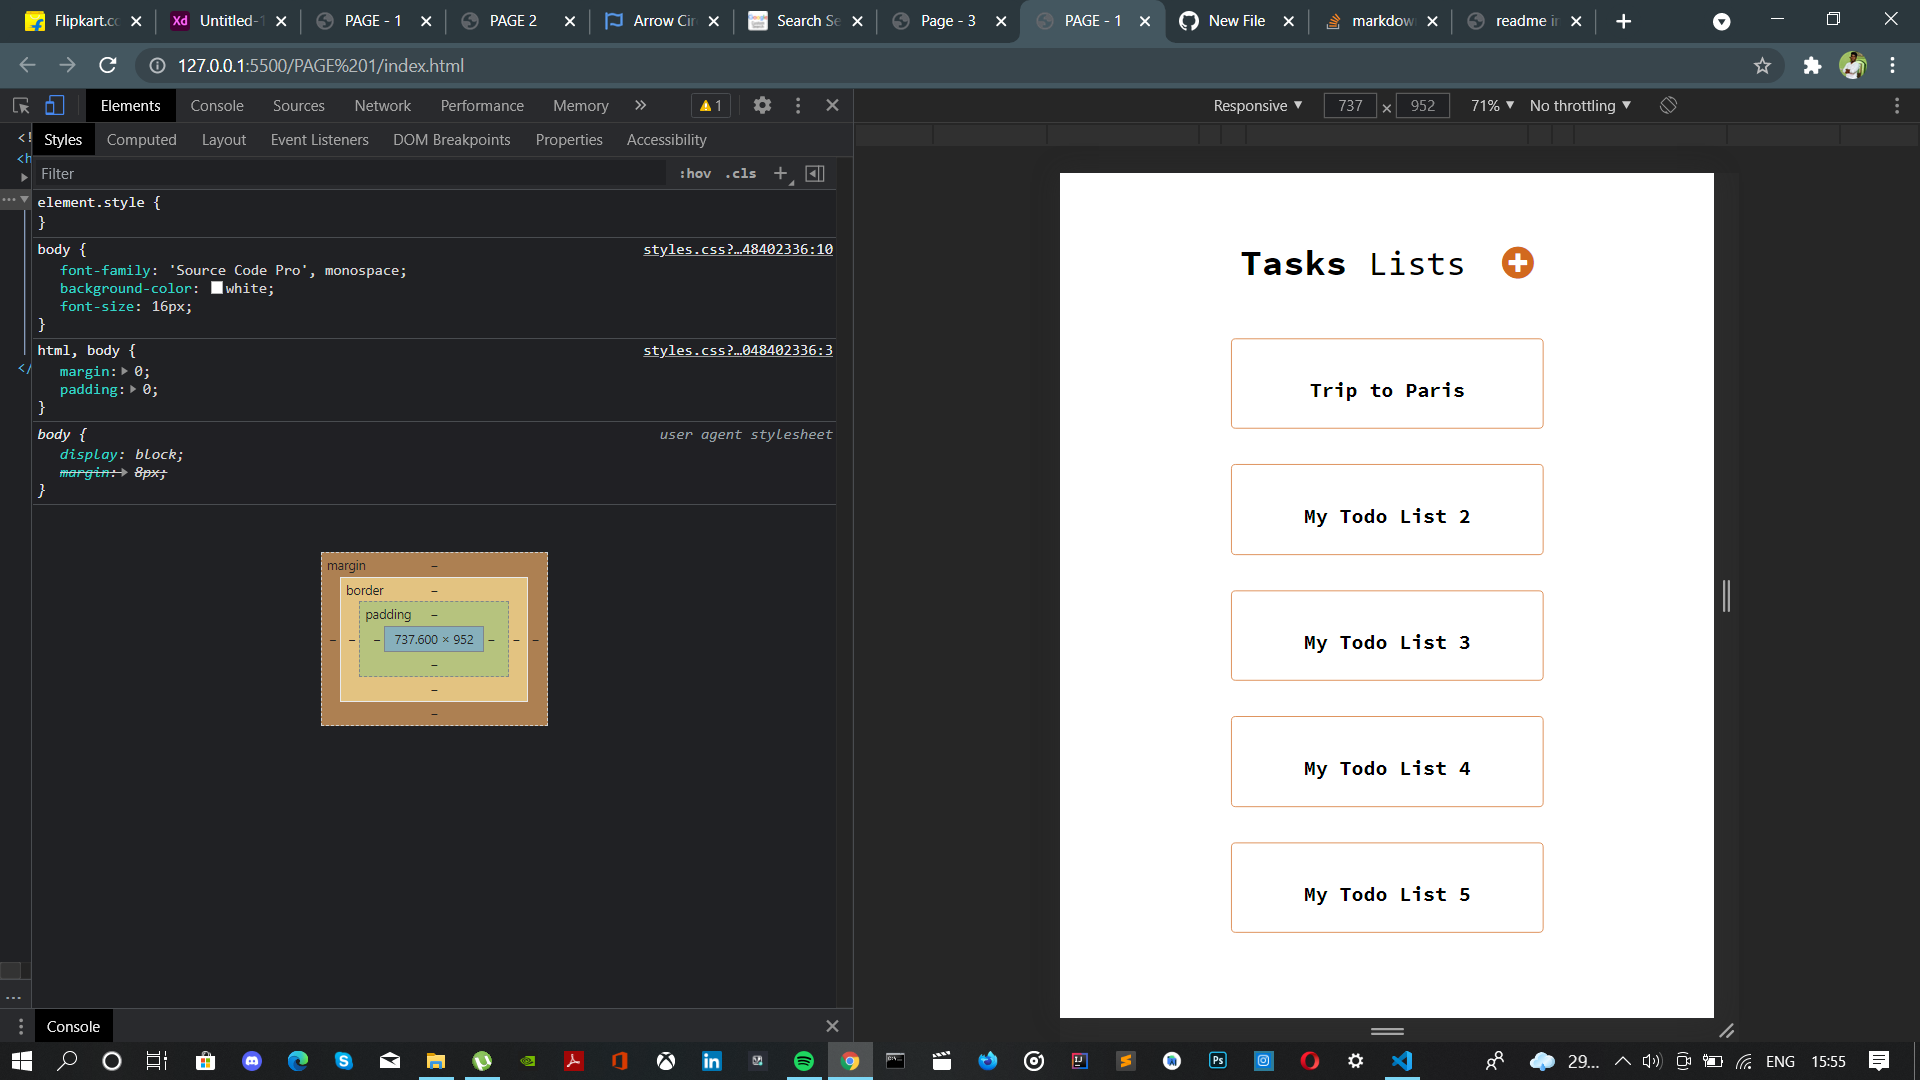 Flipkart.co
Xd Untitled-1
PAGE - 1
PAGE 2
Arrow Cir
Search Se
Page - 3
PAGE - 1
New File
markdow
readme i
127.0.0.1:5500/PAGE%201/index.html
Elements Console Sources Network Performance Memory » 1
Responsive ▼ 737 × 952 71% ▼ No throttling ▼
Styles Computed Layout Event Listeners DOM Breakpoints Properties Accessibility
Filter :hov .cls +
<!
<h
element.style {
}
body { styles.css?…48402336:10
font-family: 'Source Code Pro', monospace;
background-color: white;
font-size: 16px;
}
html, body { styles.css?…048402336:3
margin: 0;
padding: 0;
}
</
body { user agent stylesheet
display: block;
margin: 8px;
}
margin –
border –
padding –
– – – 737.600 × 952 – – –
–
–
–
...
Console
Tasks Lists
Trip to Paris
My Todo List 2
My Todo List 3
My Todo List 4
My Todo List 5
29... ENG 15:55